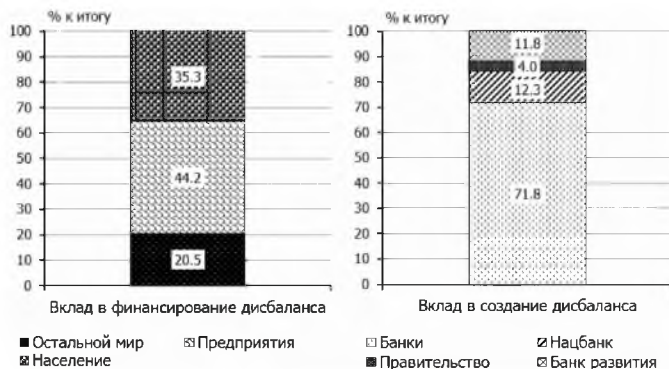 % к итогу
100
90
80
70
60
50
40
30
20
10
0
35.3
44.2
20.5
Вклад в финансирование дисбаланса
Остальной мир
Предприятия
Население
% к итогу
100
90
80
70
60
50
40
30
20
10
0
11.8
4.0
12.3
71.8
Вклад в создание дисбаланса
Банки
Нацбанк
Правительство
Банк развития